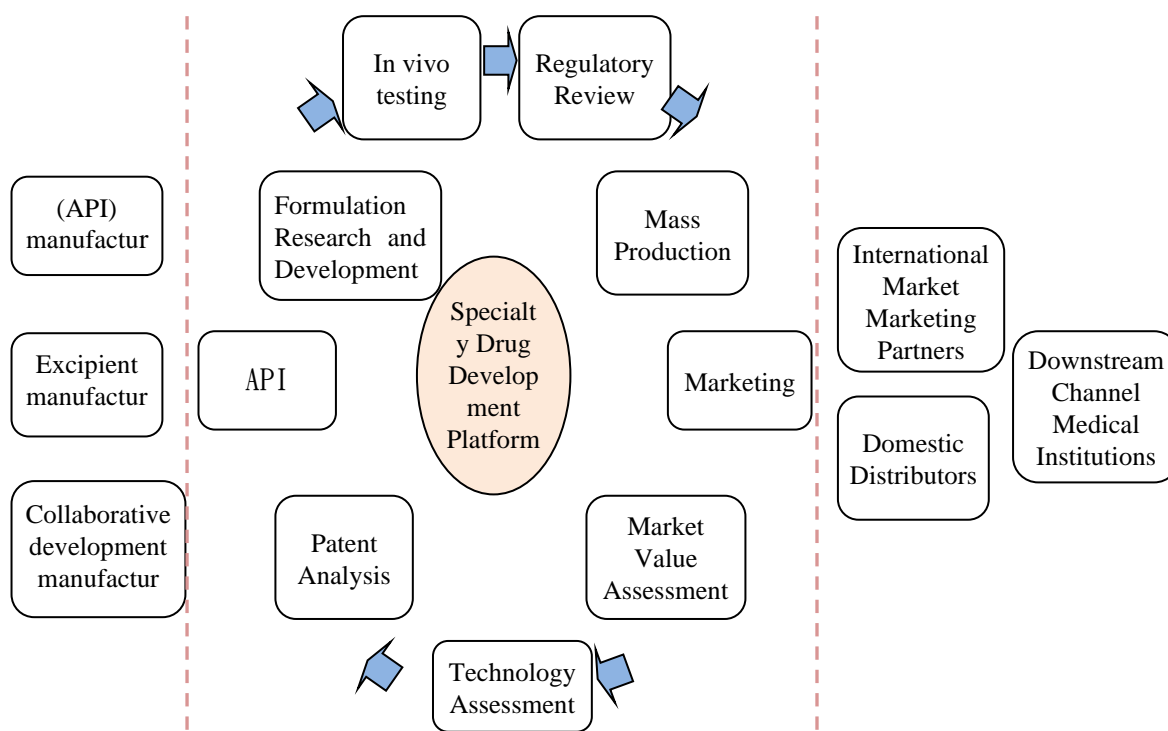 In vivo
testing
Regulatory
Review
(API)
manufactur
Formulation
Research and
Development
Mass
Production
International
Market
Marketing
Partners
Specialt
y Drug
Develop
ment
Platform
Excipient
manufactur
API
Marketing
Downstream
Channel
Medical
Institutions
Domestic
Distributors
Collaborative
development
manufactur
Patent
Analysis
Market
Value
Assessment
Technology
Assessment